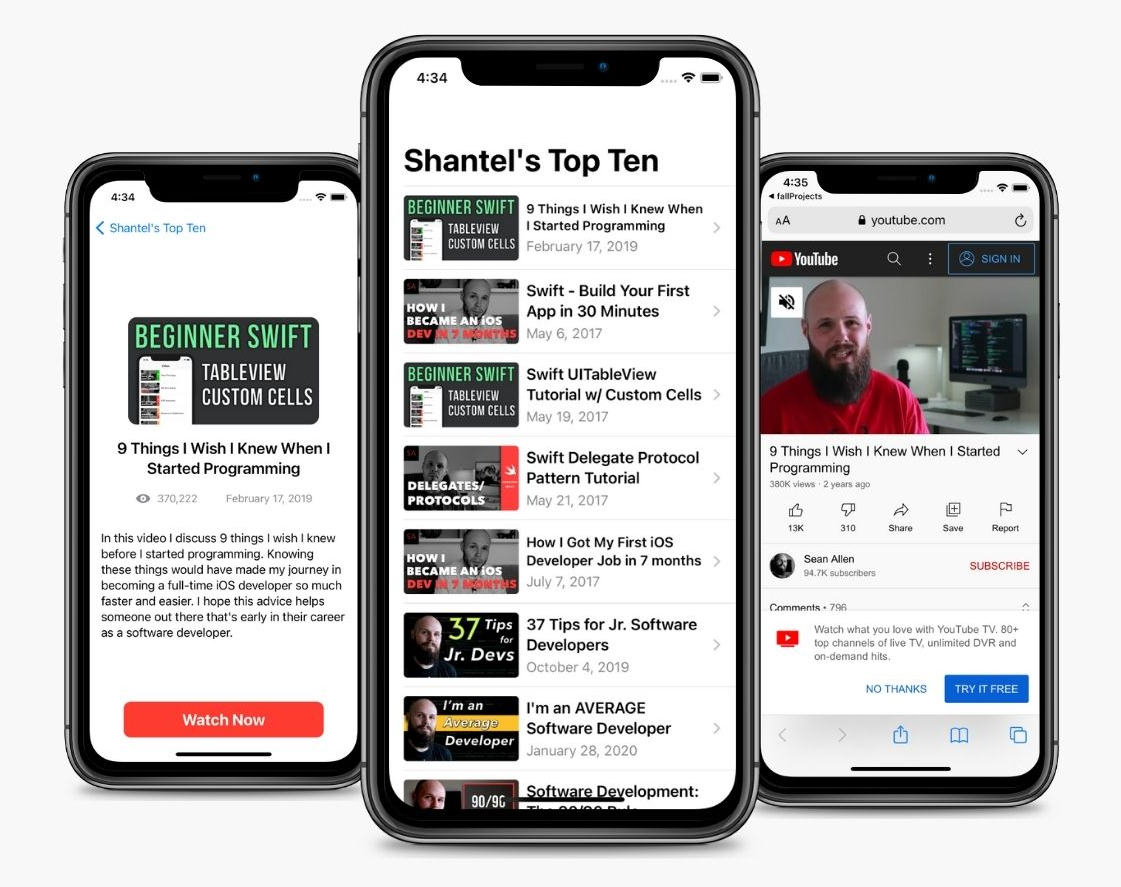 4:34
Shantel's Top Ten
BEGINNER SWIFT
TABLEVIEW
CUSTOM CELLS
9 Things I Wish I Knew When I
Started Programming
370,222
February 17, 2019
In this video I discuss 9 things I wish I knew
before I started programming. Knowing
these things would have made my journey in
becoming a full-time iOS developer so much
faster and easier. I hope this advice helps
someone out there that's early in their career
as a software developer.
Watch Now
4:34
Shantel's Top Ten
BEGINNER SWIFT
TABLEVIEW
CUSTOM CELLS
9 Things I Wish I Knew When
I Started Programming
February 17, 2019
SA
HOW I
BECAME AN iOS
DEV IN 7 MONTHS
Swift - Build Your First
App in 30 Minutes
May 6, 2017
BEGINNER SWIFT
TABLEVIEW
CUSTOM CELLS
Swift UITableView
Tutorial w/ Custom Cells
May 19, 2017
SA
DELEGATES/
PROTOCOLS
Swift Delegate Protocol
Pattern Tutorial
May 21, 2017
SA
HOW I
BECAME AN iOS
DEV IN 7 MONTHS
How I Got My First iOS
Developer Job in 7 months
July 7, 2017
37 Tips
for
Jr. Devs
37 Tips for Jr. Software
Developers
October 4, 2019
I'm an
Average
Developer
I'm an AVERAGE
Software Developer
January 28, 2020
90/90
Software Development:
The 90/90 Rule
4:35
fallProjects
AA
youtube.com
YouTube
SIGN IN
9 Things I Wish I Knew When I Started
Programming
380K views · 2 years ago
13K
310
Share
Save
Report
Sean Allen
94.7K subscribers
SUBSCRIBE
Comments • 796
Watch what you love with YouTube TV. 80+
top channels of live TV, unlimited DVR and
on-demand hits.
NO THANKS
TRY IT FREE